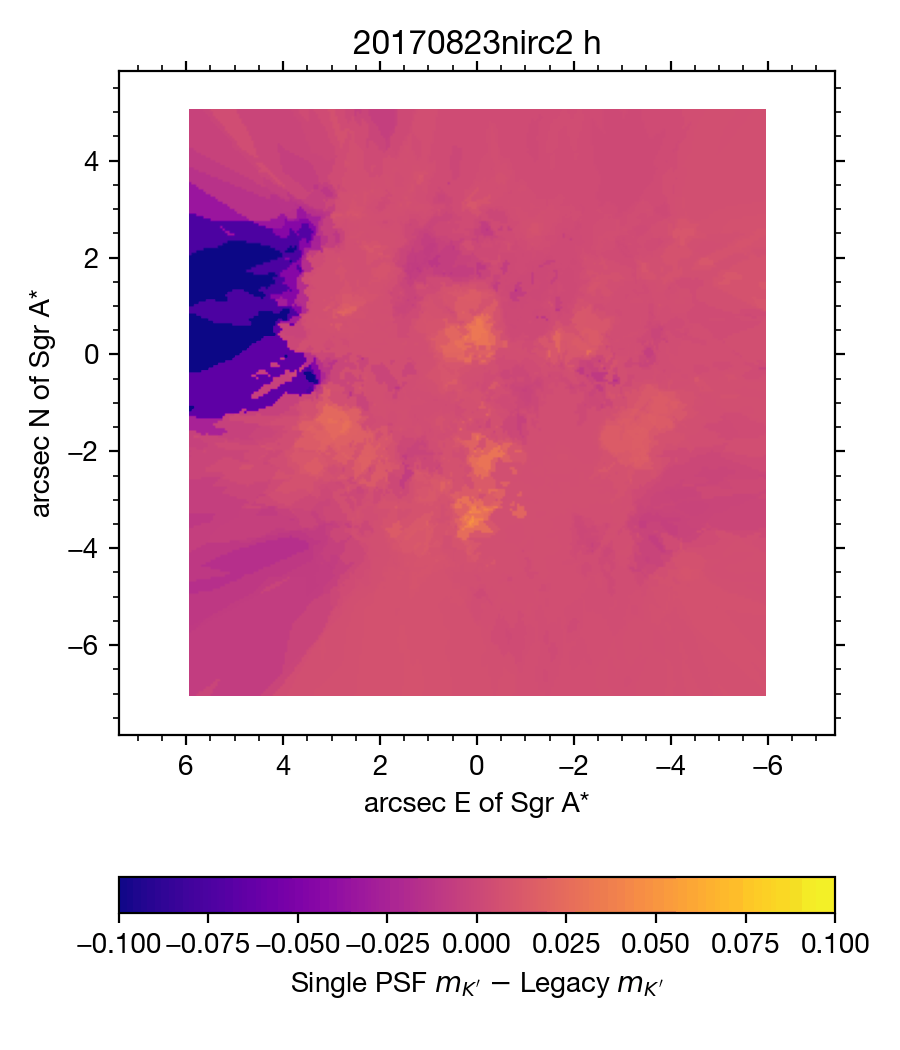 20170823nirc2 h
4
2
0
−2
−4
−6
arcsec N of Sgr A*
6 4 2 0 −2 −4 −6
arcsec E of Sgr A*
−0.100 −0.075 −0.050 −0.025 0.000 0.025 0.050 0.075 0.100
Single PSF m_{K′} − Legacy m_{K′}